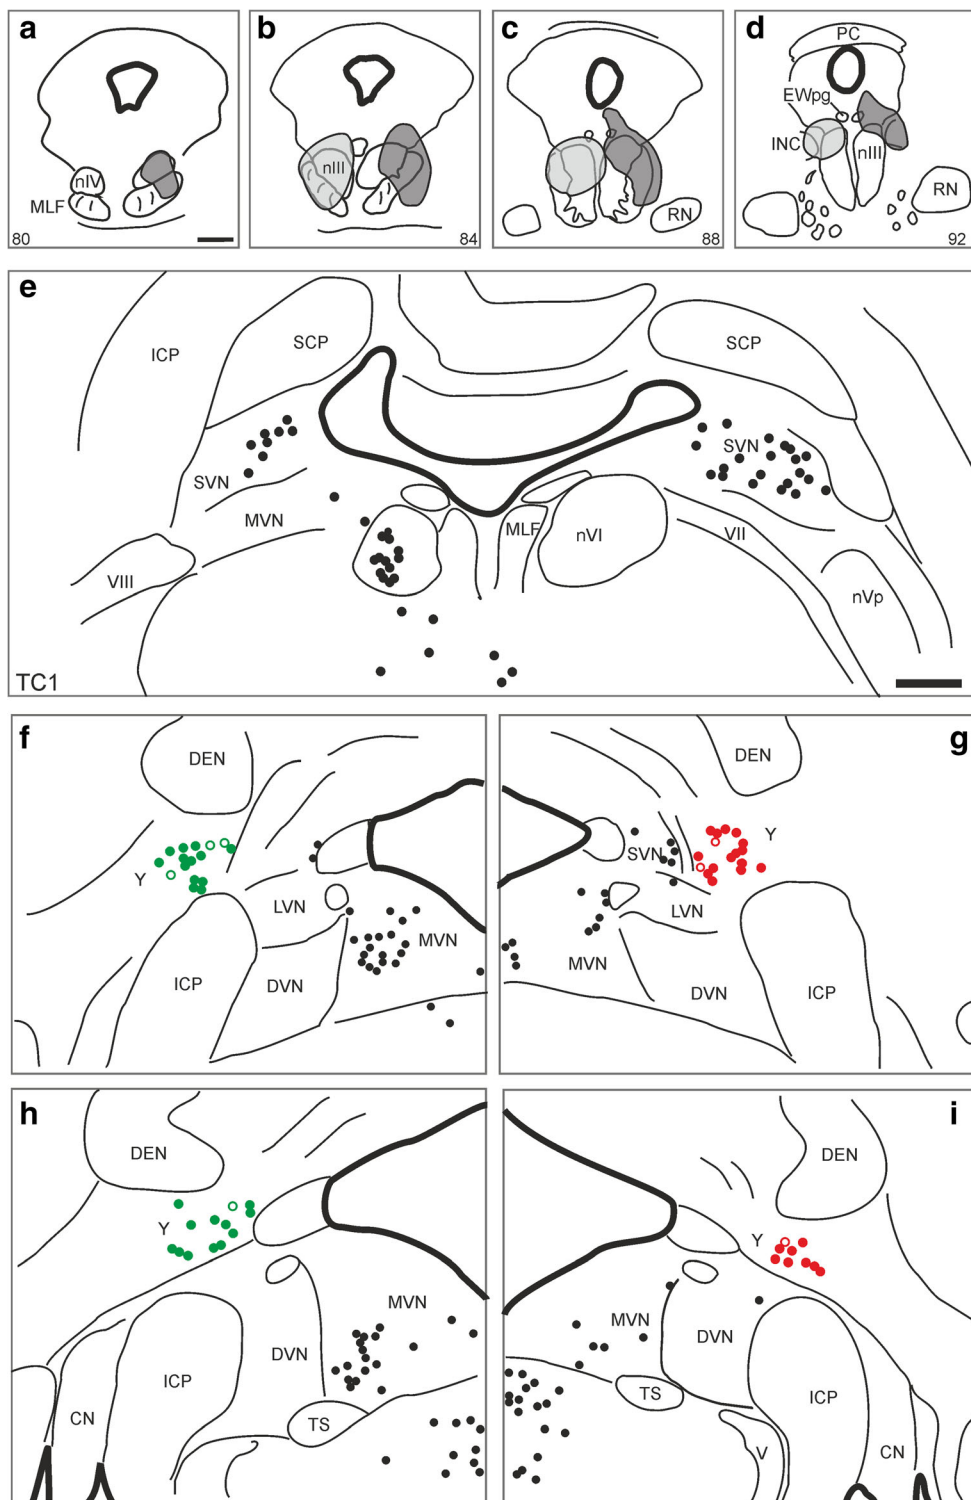 a
nIV
MLF
80
b
nIII
84
c
RN
88
d
PC
EWpg
INC
nIII
RN
92
e
ICP
SCP
SCP
SVN
SVN
MVN
MLF
nVI
VII
VIII
nVp
TC1
f
DEN
Y
LVN
MVN
ICP
DVN
g
DEN
Y
SVN
LVN
MVN
DVN
ICP
h
DEN
Y
MVN
DVN
ICP
CN
TS
i
DEN
Y
MVN
DVN
TS
ICP
V
CN